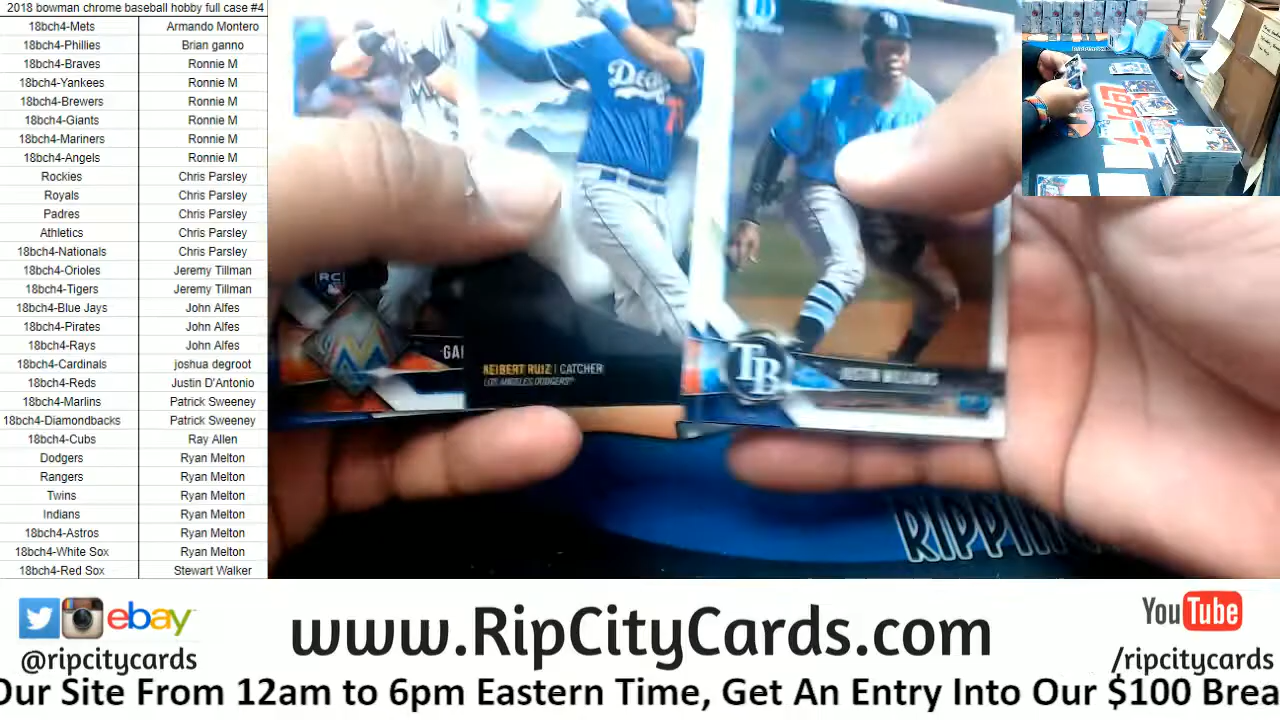 2018 bowman chrome baseball hobby full case #4
18bch4-Mets Armando Montero
18bch4-Phillies Brian ganno
18bch4-Braves Ronnie M
18bch4-Yankees Ronnie M
18bch4-Brewers Ronnie M
18bch4-Giants Ronnie M
18bch4-Mariners Ronnie M
18bch4-Angels Ronnie M
Rockies Chris Parsley
Royals Chris Parsley
Padres Chris Parsley
Athletics Chris Parsley
18bch4-Nationals Chris Parsley
18bch4-Orioles Jeremy Tillman
18bch4-Tigers Jeremy Tillman
18bch4-Blue Jays John Alfes
18bch4-Pirates John Alfes
18bch4-Rays John Alfes
18bch4-Cardinals joshua degroot
18bch4-Reds Justin D'Antonio
18bch4-Marlins Patrick Sweeney
18bch4-Diamondbacks Patrick Sweeney
18bch4-Cubs Ray Allen
Dodgers Ryan Melton
Rangers Ryan Melton
Twins Ryan Melton
Indians Ryan Melton
18bch4-Astros Ryan Melton
18bch4-White Sox Ryan Melton
18bch4-Red Sox Stewart Walker
RC
GA
KEIBERT RUIZ | CATCHER
LOS ANGELES DODGERS
TB
JUSTIN WILLIAMS
RIPPIN
ebay
@ripcitycards
www.RipCityCards.com
YouTube
/ripcitycards
Our Site From 12am to 6pm Eastern Time, Get An Entry Into Our $100 Brea